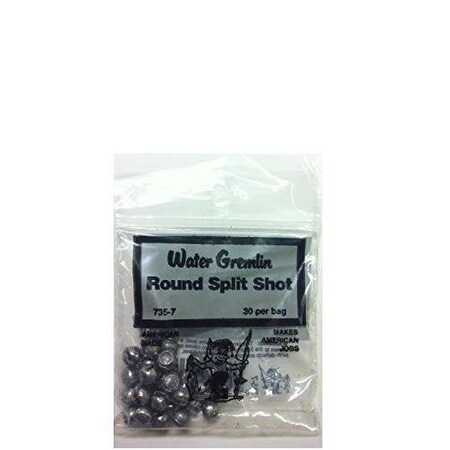 Water Gremlin
Round Split Shot
735-7 30 per bag
AMERICAN
MADE
MAKES
AMERICAN
JOBS